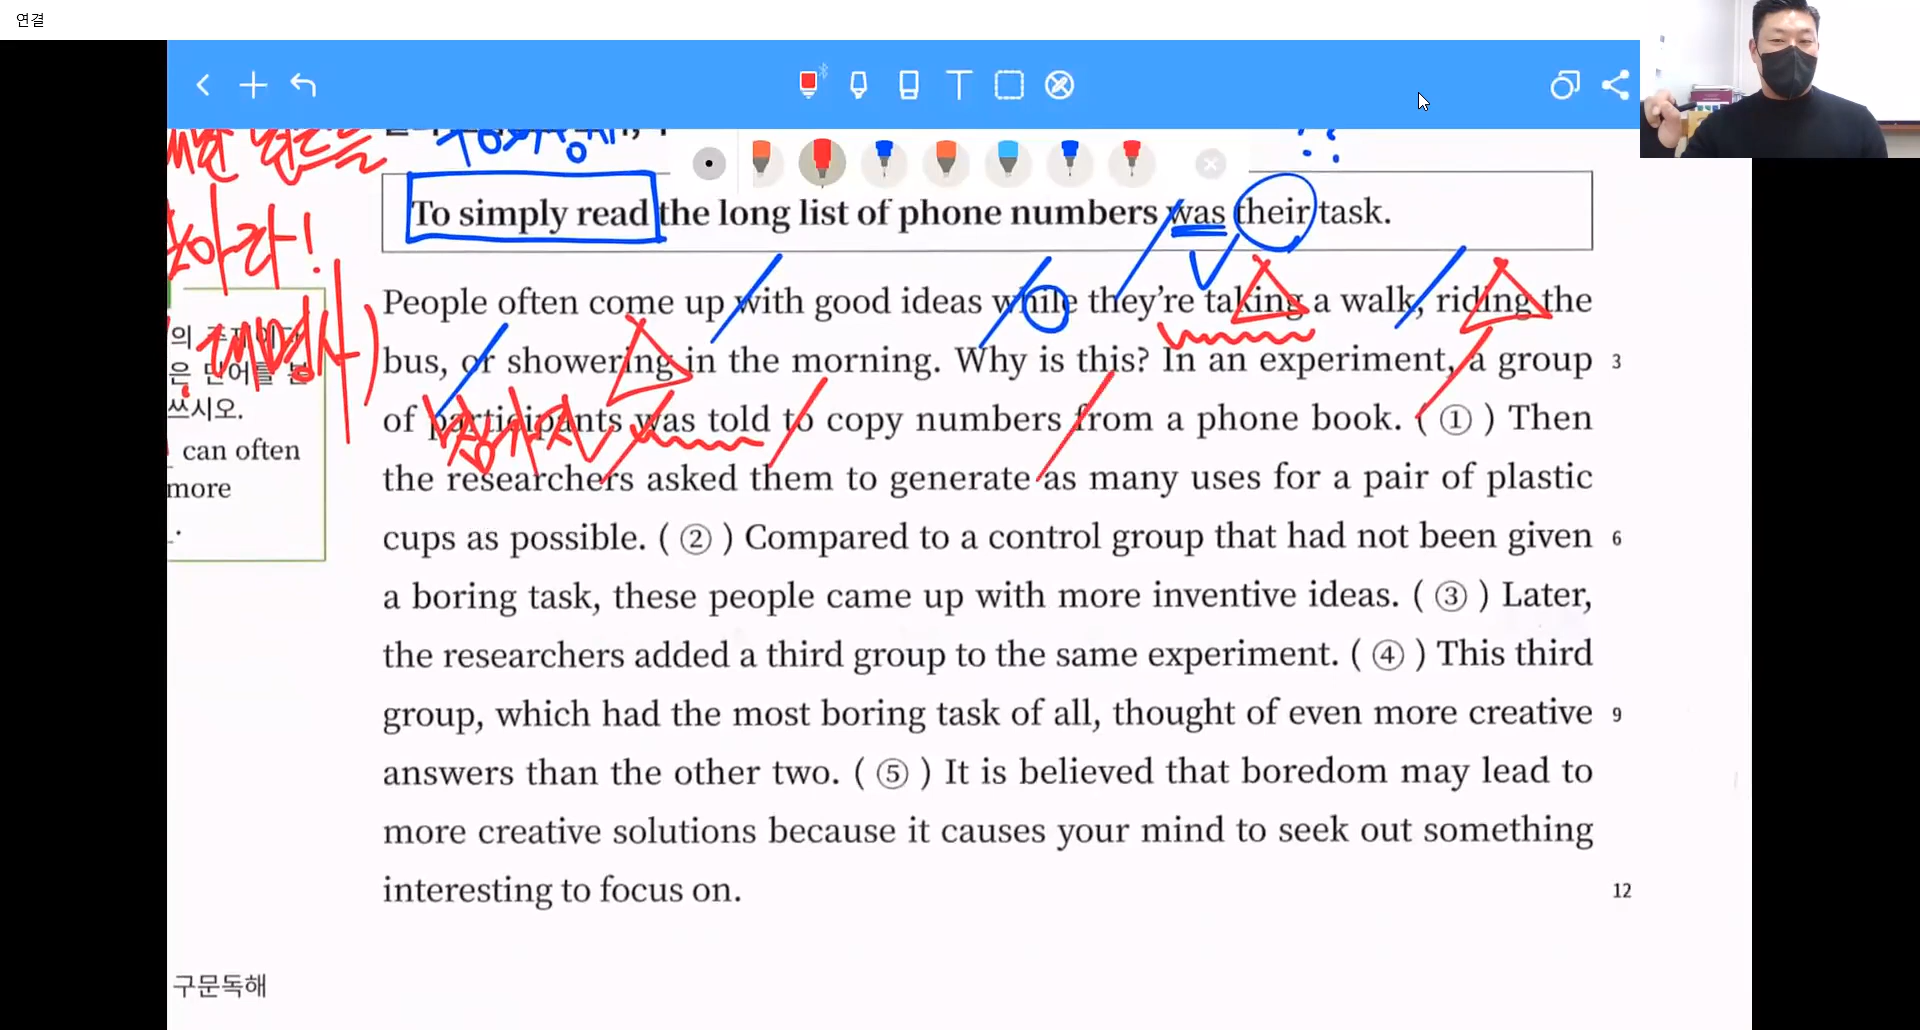 연결
To simply read the long list of phone numbers was their task.
아라!
대명사)
People often come up with good ideas while they're taking a walk, riding the
bus, or showering in the morning. Why is this? In an experiment, a group 3
of participants was told to copy numbers from a phone book. ( ① ) Then
참가자
the researchers asked them to generate as many uses for a pair of plastic
cups as possible. ( ② ) Compared to a control group that had not been given 6
a boring task, these people came up with more inventive ideas. ( ③ ) Later,
the researchers added a third group to the same experiment. ( ④ ) This third
group, which had the most boring task of all, thought of even more creative 9
answers than the other two. ( ⑤ ) It is believed that boredom may lead to
more creative solutions because it causes your mind to seek out something
interesting to focus on. 12
쓰시오.
can often
more
구문독해